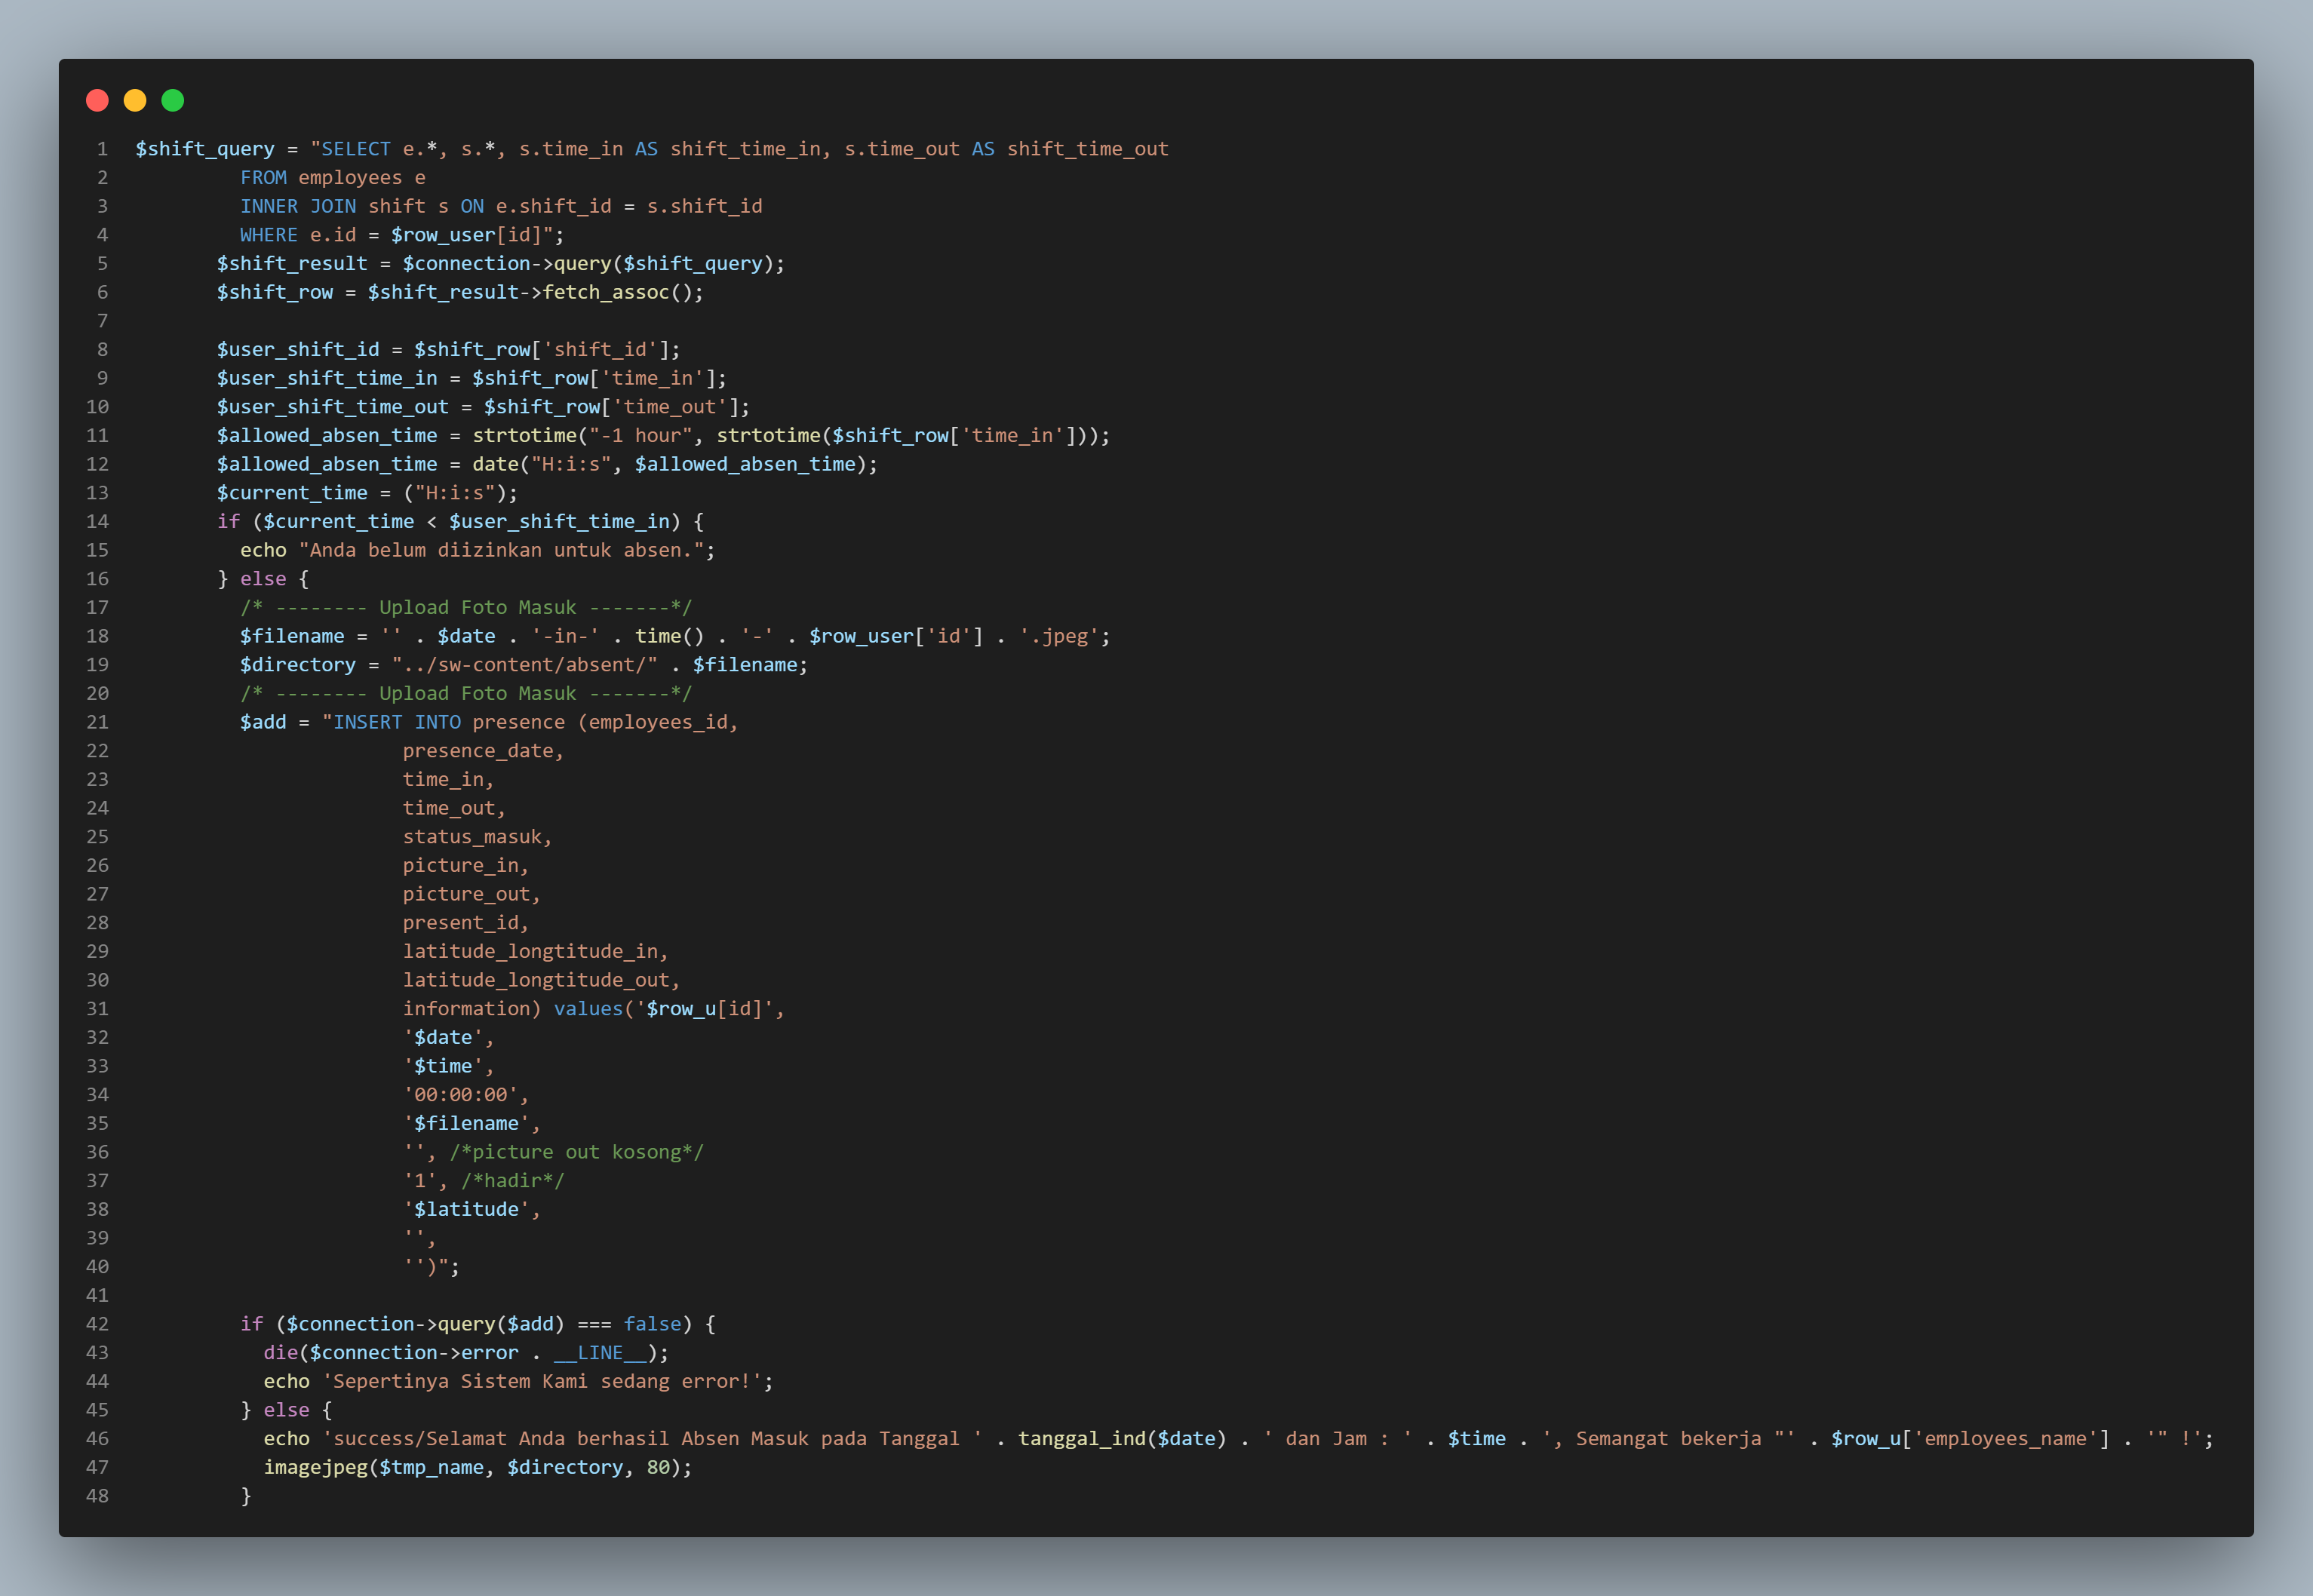 1 $shift_query = "SELECT e.*, s.*, s.time_in AS shift_time_in, s.time_out AS shift_time_out
2 FROM employees e
3 INNER JOIN shift s ON e.shift_id = s.shift_id
4 WHERE e.id = $row_user[id]";
5 $shift_result = $connection->query($shift_query);
6 $shift_row = $shift_result->fetch_assoc();
7
8 $user_shift_id = $shift_row['shift_id'];
9 $user_shift_time_in = $shift_row['time_in'];
10 $user_shift_time_out = $shift_row['time_out'];
11 $allowed_absen_time = strtotime("-1 hour", strtotime($shift_row['time_in']));
12 $allowed_absen_time = date("H:i:s", $allowed_absen_time);
13 $current_time = ("H:i:s");
14 if ($current_time < $user_shift_time_in) {
15 echo "Anda belum diizinkan untuk absen.";
16 } else {
17 /* -------- Upload Foto Masuk -------*/
18 $filename = '' . $date . '-in-' . time() . '-' . $row_user['id'] . '.jpeg';
19 $directory = "../sw-content/absent/" . $filename;
20 /* -------- Upload Foto Masuk -------*/
21 $add = "INSERT INTO presence (employees_id,
22 presence_date,
23 time_in,
24 time_out,
25 status_masuk,
26 picture_in,
27 picture_out,
28 present_id,
29 latitude_longtitude_in,
30 latitude_longtitude_out,
31 information) values('$row_u[id]',
32 '$date',
33 '$time',
34 '00:00:00',
35 '$filename',
36 '', /*picture out kosong*/
37 '1', /*hadir*/
38 '$latitude',
39 '',
40 '')";
41
42 if ($connection->query($add) === false) {
43 die($connection->error . __LINE__);
44 echo 'Sepertinya Sistem Kami sedang error!';
45 } else {
46 echo 'success/Selamat Anda berhasil Absen Masuk pada Tanggal ' . tanggal_ind($date) . ' dan Jam : ' . $time . ', Semangat bekerja "' . $row_u['employees_name'] . '" !';
47 imagejpeg($tmp_name, $directory, 80);
48 }